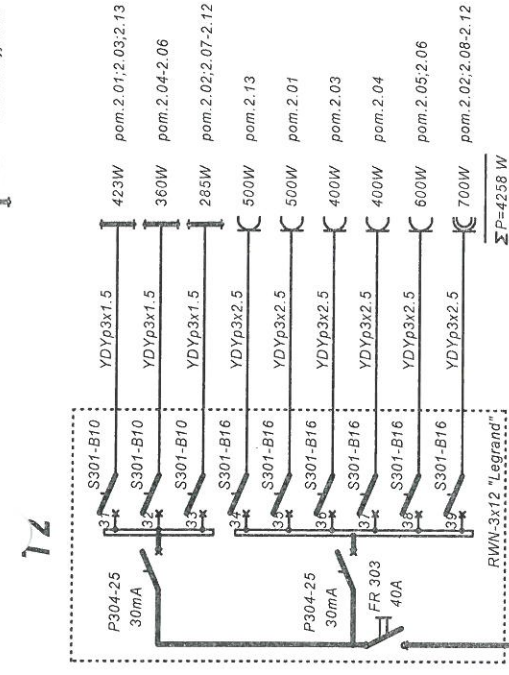 T2
423W pom.2.01;2.03;2.13
360W pom.2.04-2.06
285W pom.2.02;2.07-2.12
500W pom.2.13
500W pom.2.01
400W pom.2.03
400W pom.2.04
600W pom.2.05;2.06
700W pom.2.02;2.08-2.12
ΣP=4258 W
YDYp3x1.5
YDYp3x1.5
YDYp3x1.5
YDYp3x2.5
YDYp3x2.5
YDYp3x2.5
YDYp3x2.5
YDYp3x2.5
YDYp3x2.5
S301-B10
S301-B10
S301-B10
S301-B16
S301-B16
S301-B16
S301-B16
S301-B16
S301-B16
31
32
33
34
35
36
37
38
39
P304-25
30mA
P304-25
30mA
FR 303
40A
RWN-3x12 "Legrand"